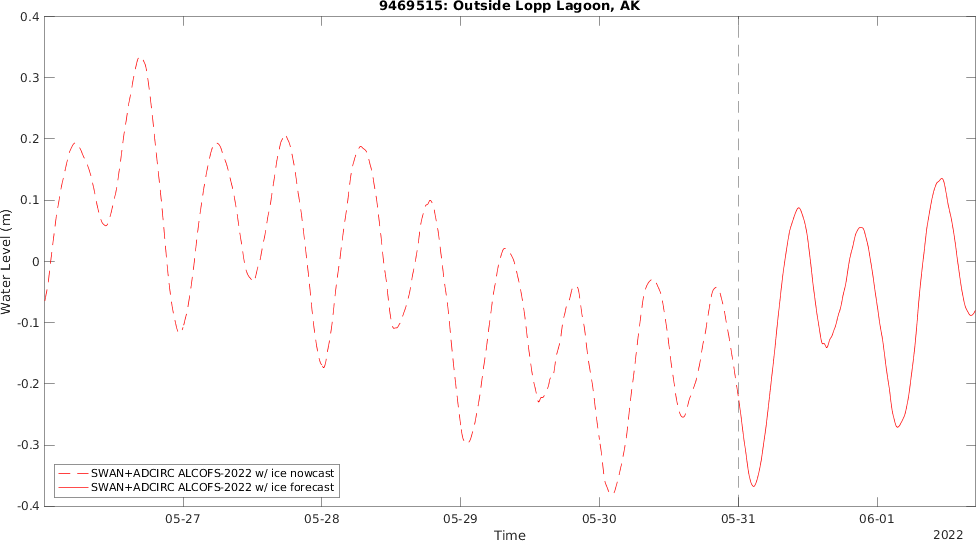 9469515: Outside Lopp Lagoon, AK
Water Level (m)
0.4
0.3
0.2
0.1
0
-0.1
-0.2
-0.3
-0.4
SWAN+ADCIRC ALCOFS-2022 w/ ice nowcast
SWAN+ADCIRC ALCOFS-2022 w/ ice forecast
05-27 05-28 05-29 05-30 05-31 06-01
Time
2022